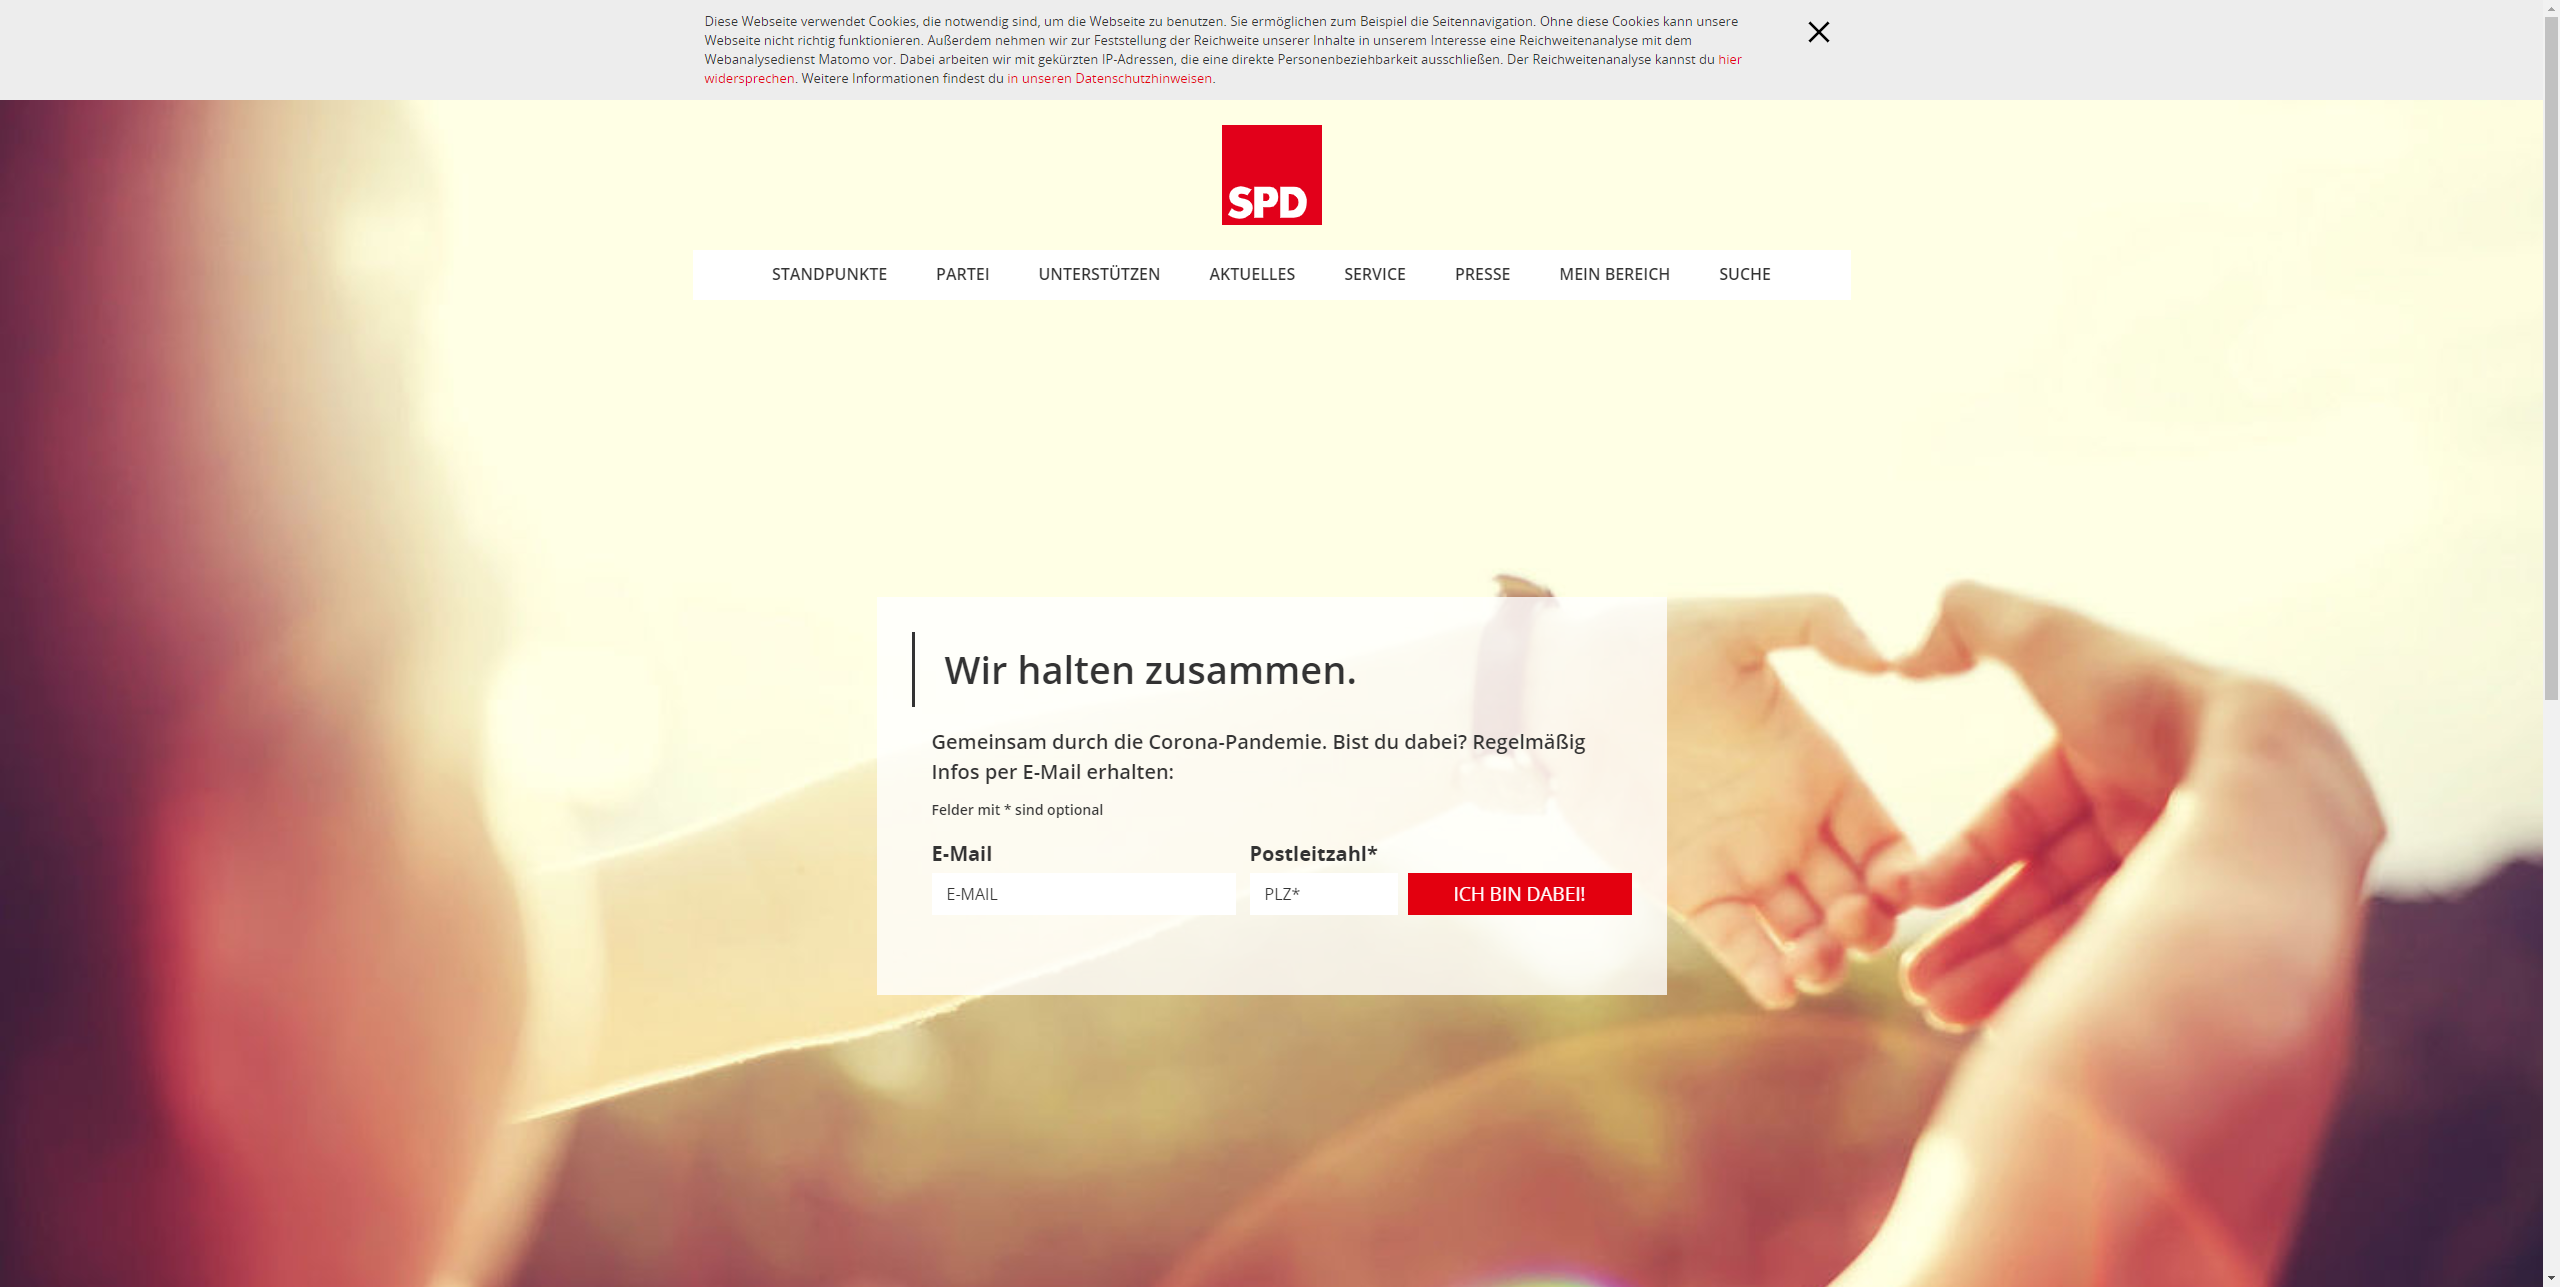 Diese Webseite verwendet Cookies, die notwendig sind, um die Webseite zu benutzen. Sie ermöglichen zum Beispiel die Seitennavigation. Ohne diese Cookies kann unsere
Webseite nicht richtig funktionieren. Außerdem nehmen wir zur Feststellung der Reichweite unserer Inhalte in unserem Interesse eine Reichweitenanalyse mit dem
Webanalysedienst Matomo vor. Dabei arbeiten wir mit gekürzten IP-Adressen, die eine direkte Personenbeziehbarkeit ausschließen. Der Reichweitenanalyse kannst du hier
widersprechen. Weitere Informationen findest du in unseren Datenschutzhinweisen.
SPD
STANDPUNKTE PARTEI UNTERSTÜTZEN AKTUELLES SERVICE PRESSE MEIN BEREICH SUCHE
Wir halten zusammen.
Gemeinsam durch die Corona-Pandemie. Bist du dabei? Regelmäßig
Infos per E-Mail erhalten:
Felder mit * sind optional
E-Mail Postleitzahl*
E-MAIL PLZ* ICH BIN DABEI!